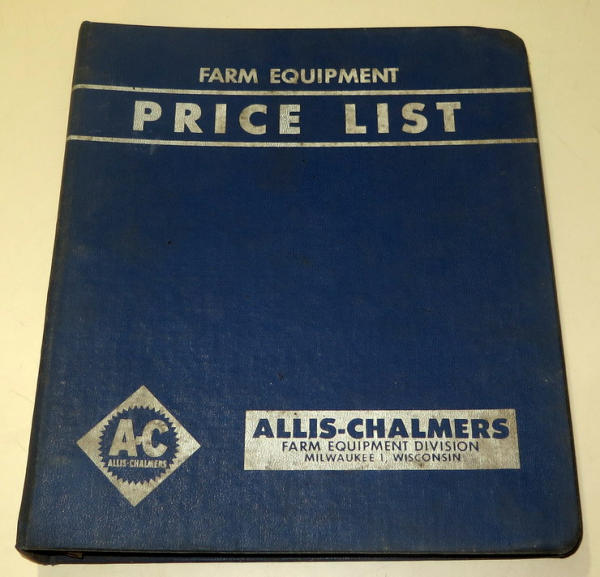 FARM EQUIPMENT
PRICE LIST
A-C
ALLIS-CHALMERS
ALLIS-CHALMERS
FARM EQUIPMENT DIVISION
MILWAUKEE 1, WISCONSIN